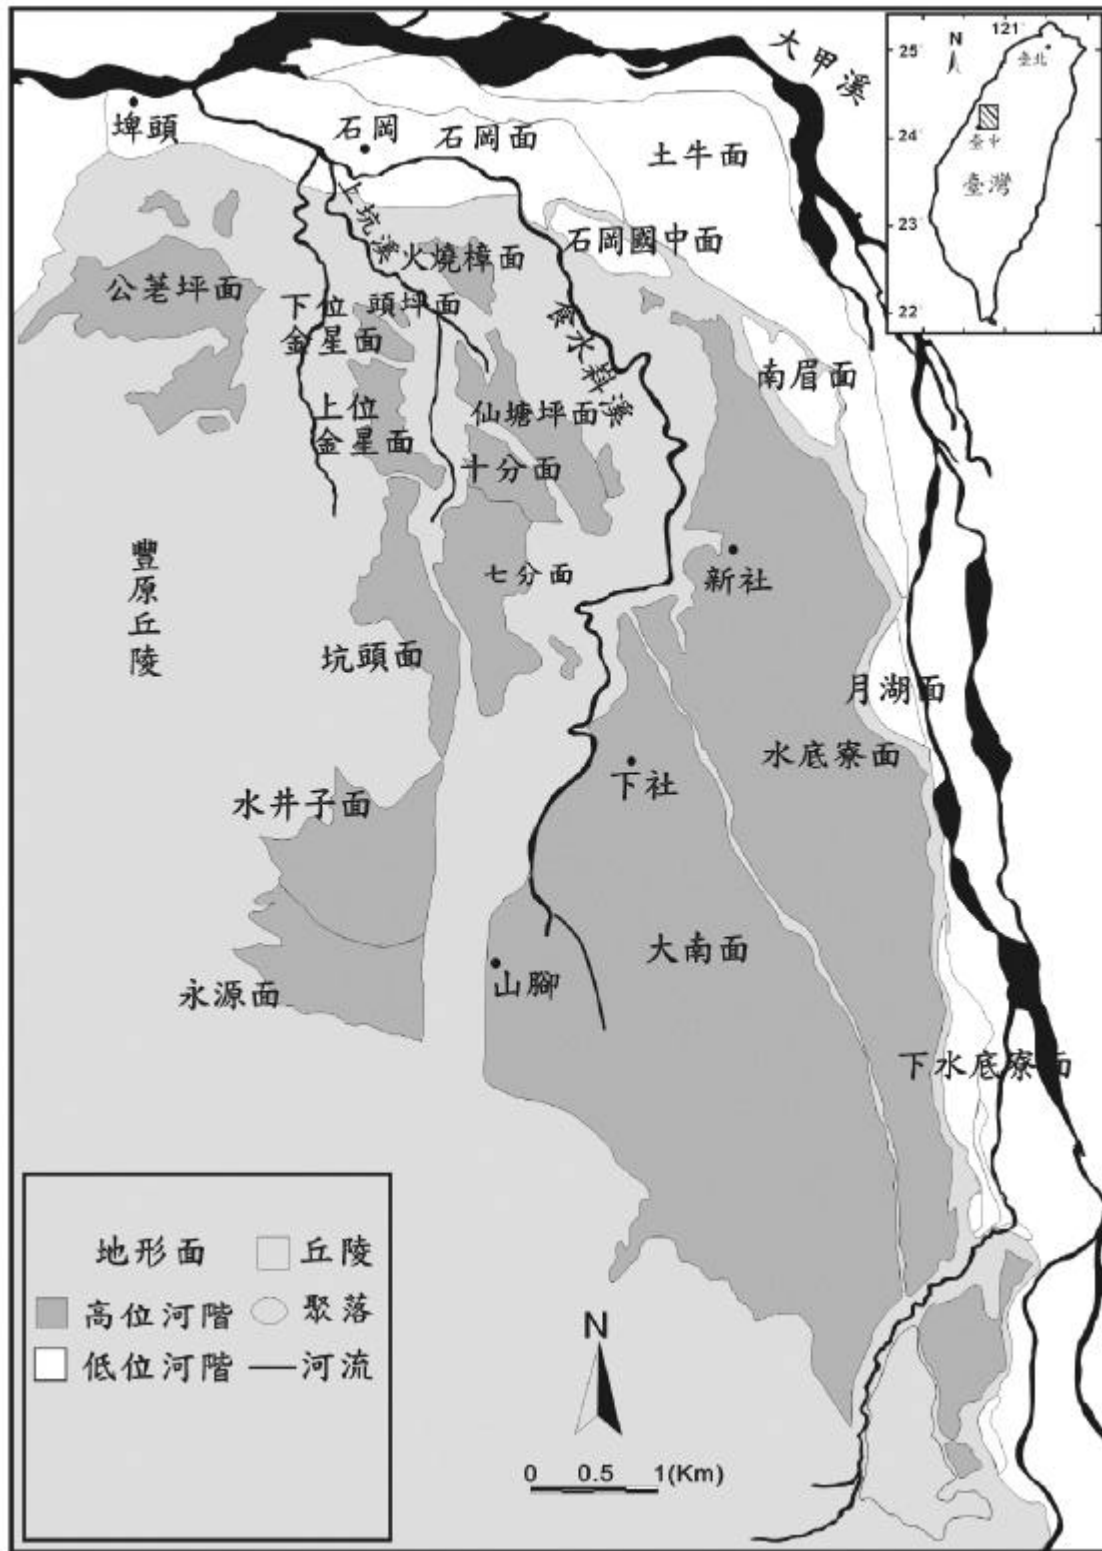 大甲溪
121°
25°
N
臺北
24°
臺中
臺灣
23°
22°
埤頭
石岡
石岡面
土牛面
上坑溪
石岡國中面
火燒樟面
公荖坪面
下位
金星面
頭坪面
食水嵙溪
南眉面
上位
金星面
仙塘坪面
十分面
豐原丘陵
七分面
新社
坑頭面
月湖面
水底寮面
下社
水井子面
大南面
山腳
永源面
下水底寮面
地形面
丘陵
高位河階
聚落
低位河階
河流
N
0 0.5 1(Km)